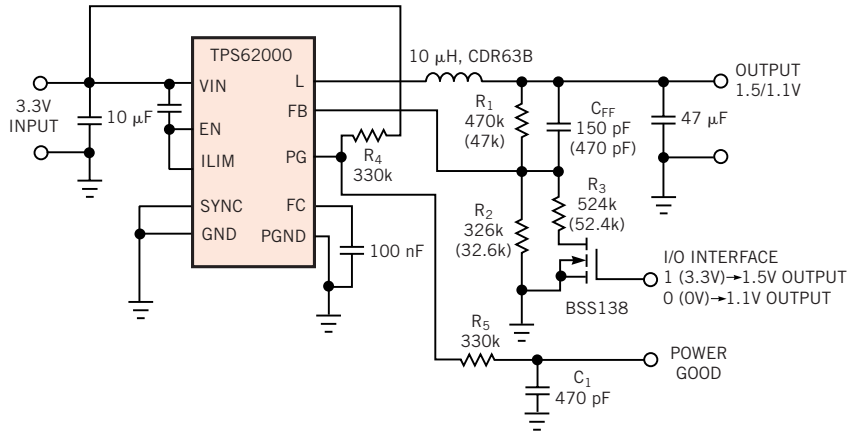 TPS62000
VIN
EN
ILIM
SYNC
GND
L
FB
PG
FC
PGND
3.3V
INPUT
10 μF
10 μH, CDR63B
R4
330k
100 nF
R1
470k
(47k)
CFF
150 pF
(470 pF)
47 μF
OUTPUT
1.5/1.1V
R2
326k
(32.6k)
R3
524k
(52.4k)
BSS138
I/O INTERFACE
1 (3.3V)→1.5V OUTPUT
0 (0V)→1.1V OUTPUT
R5
330k
C1
470 pF
POWER
GOOD